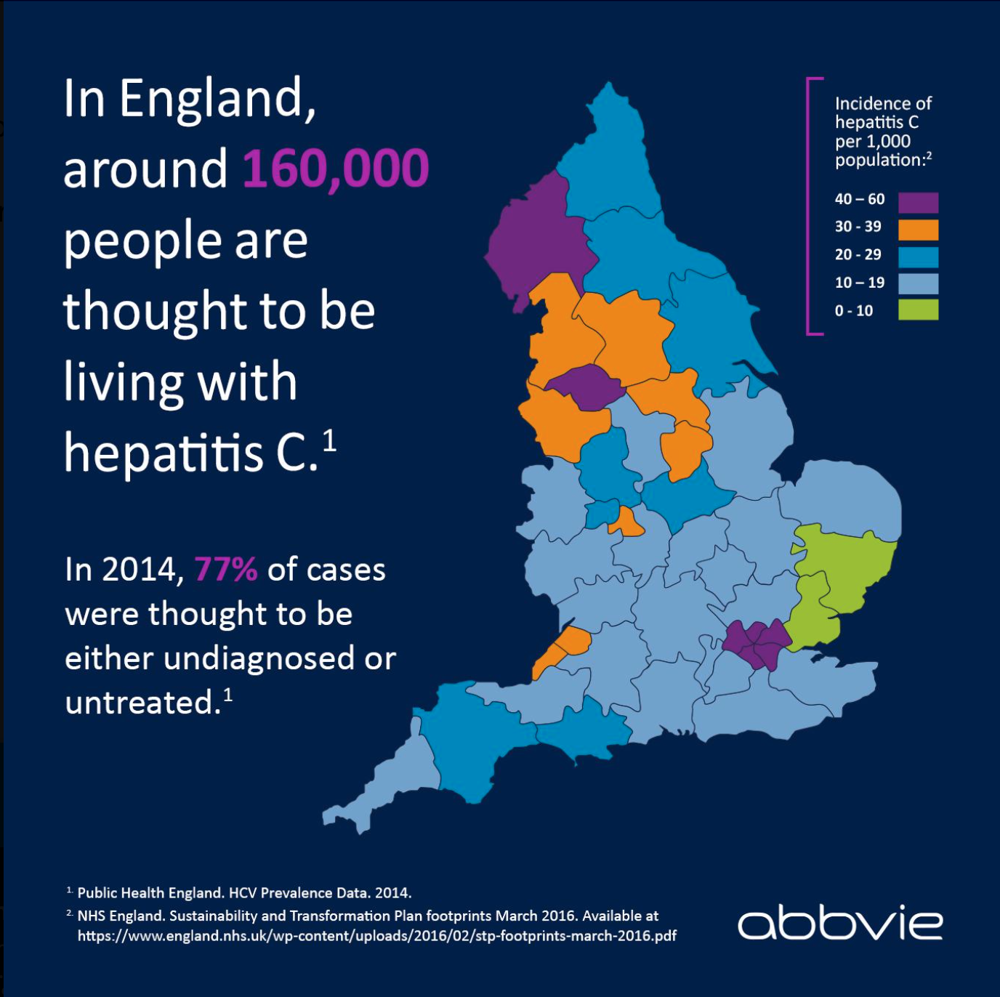 In England,
around 160,000
people are
thought to be
living with
hepatitis C.1
In 2014, 77% of cases
were thought to be
either undiagnosed or
untreated.1
Incidence of
hepatitis C
per 1,000
population:2
40 – 60
30 - 39
20 - 29
10 – 19
0 - 10
1. Public Health England. HCV Prevalence Data. 2014.
2. NHS England. Sustainability and Transformation Plan footprints March 2016. Available at
https://www.england.nhs.uk/wp-content/uploads/2016/02/stp-footprints-march-2016.pdf
abbvie